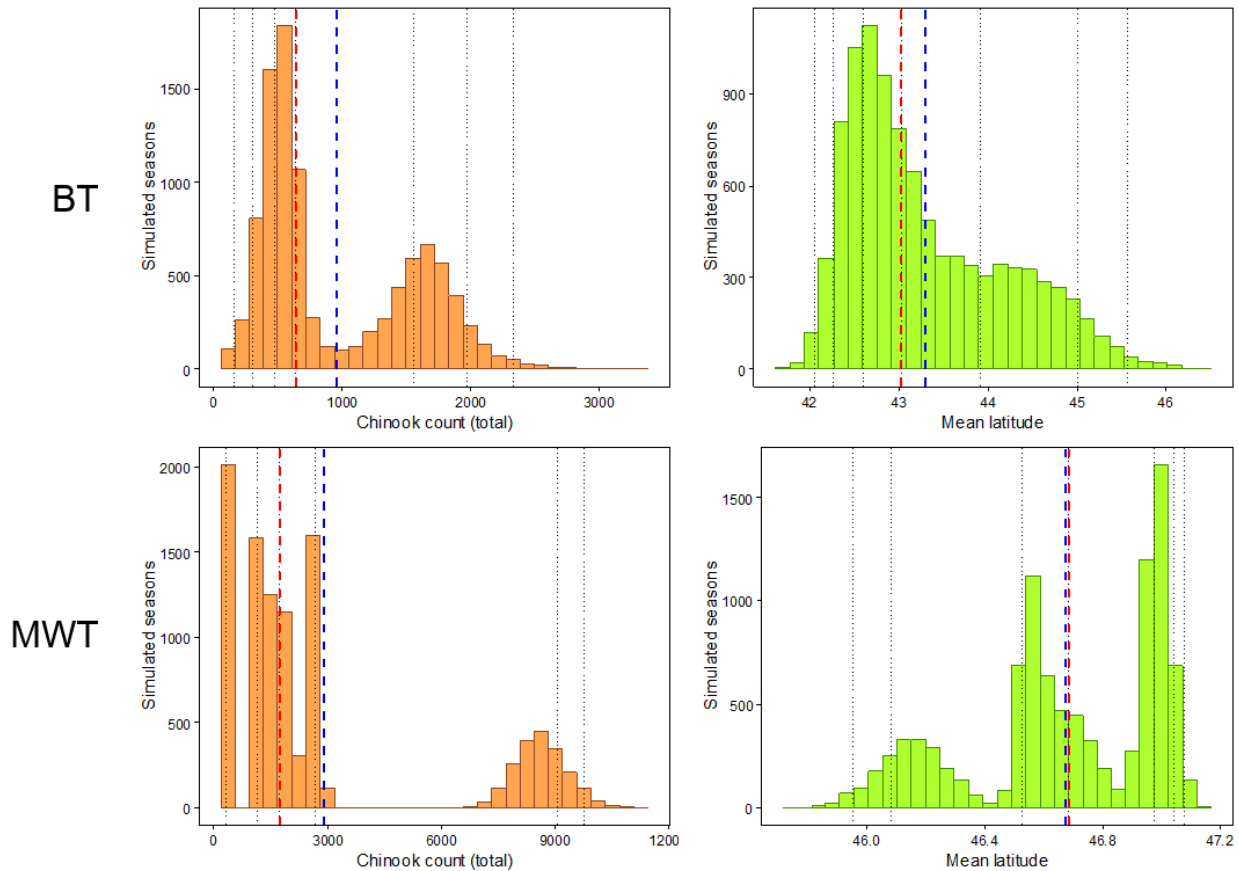 BT
Simulated seasons
1500
1000
500
0
0 1000 2000 3000
Chinook count (total)
Simulated seasons
900
600
300
0
42 43 44 45 46
Mean latitude
MWT
Simulated seasons
2000
1500
1000
500
0
0 3000 6000 9000 1200
Chinook count (total)
Simulated seasons
1500
1000
500
0
46.0 46.4 46.8 47.2
Mean latitude